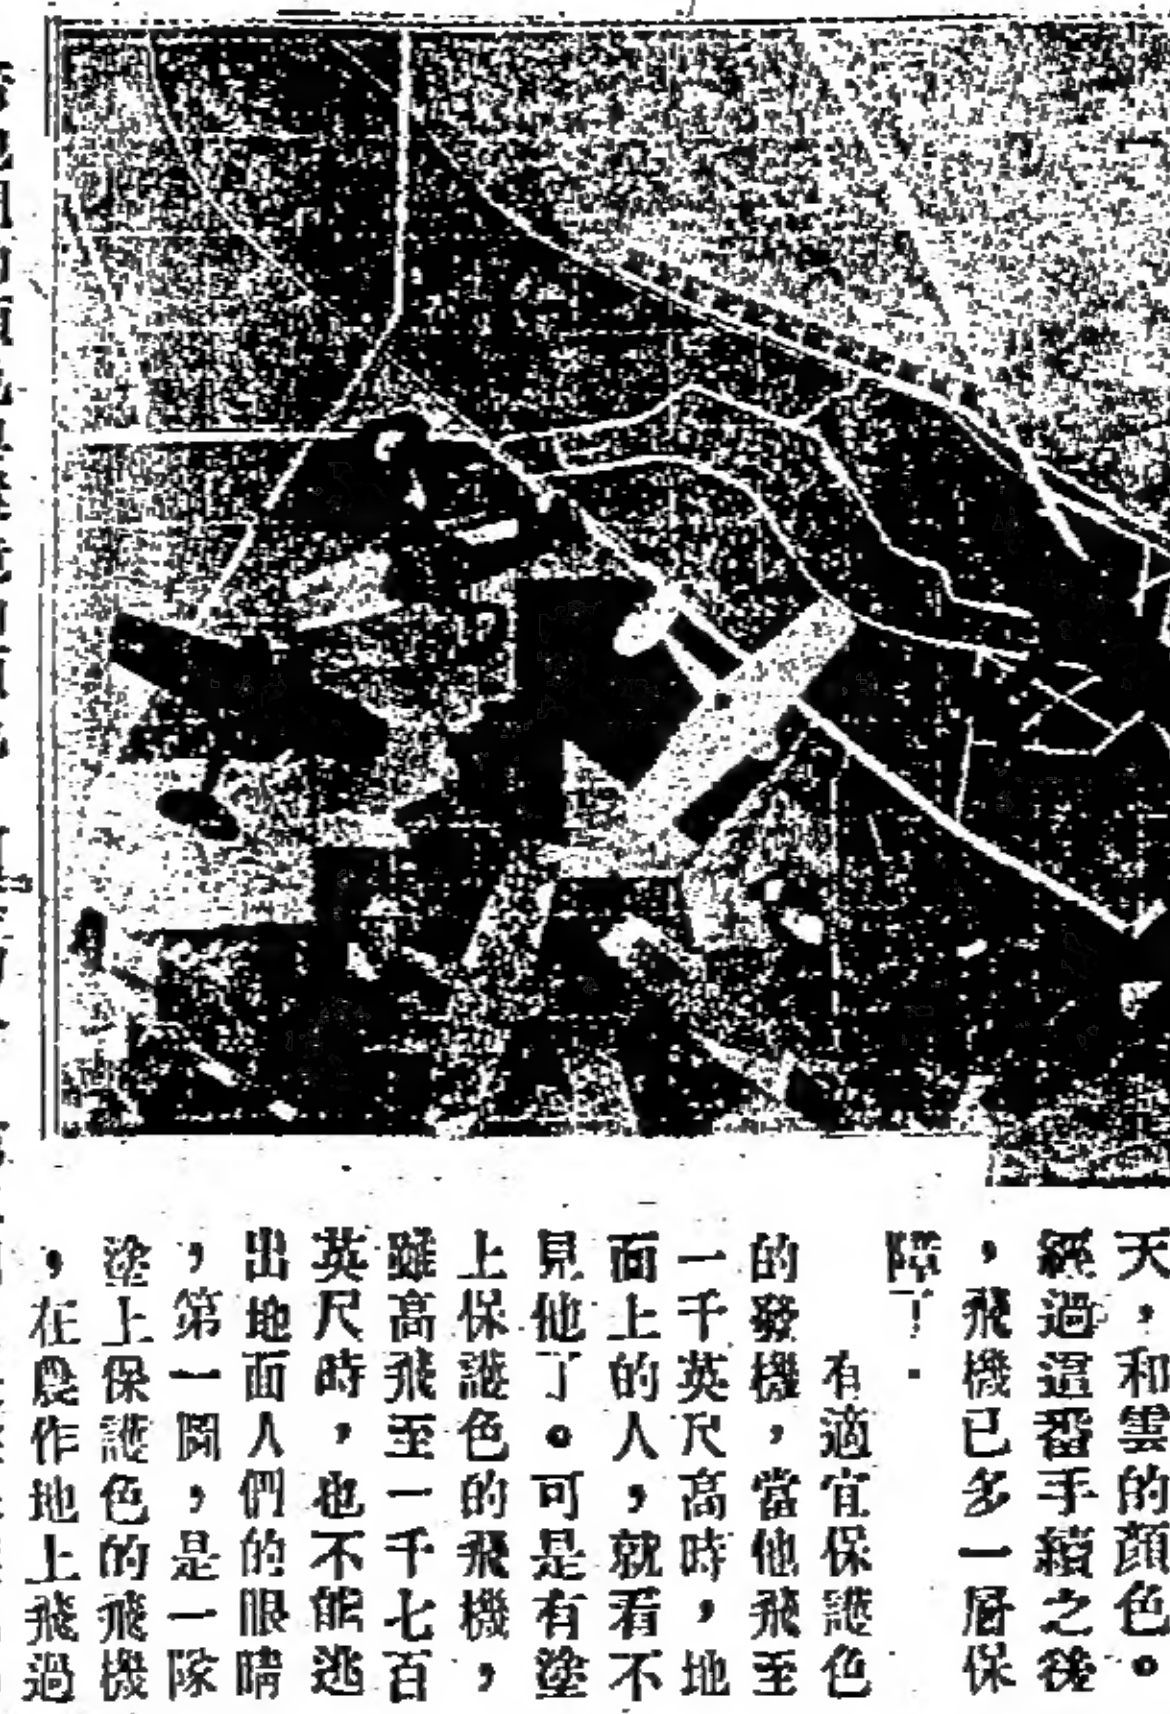 天，和雲的顏色。
經過這番手續之後
，飛機已多一層保
障了．
有適宜保護色
的發機，當他飛至
一千英尺高時，地
面上的人，就看不
見他了。可是有塗
上保護色的飛機，
雖高飛至一千七百
英尺時，也不能逃
出地面人們的眼睛
，第一圖，是一隊
塗上保護色的飛機
，在農作地上飛過